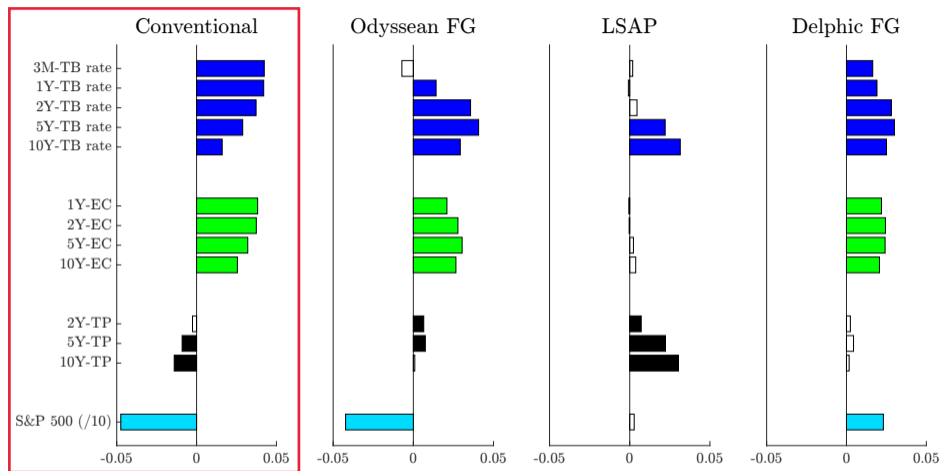 Conventional
Odyssean FG
LSAP
Delphic FG
3M-TB rate
1Y-TB rate
2Y-TB rate
5Y-TB rate
10Y-TB rate
1Y-EC
2Y-EC
5Y-EC
10Y-EC
2Y-TP
5Y-TP
10Y-TP
S&P 500 (/10)
-0.05 0 0.05
-0.05 0 0.05
-0.05 0 0.05
-0.05 0 0.05